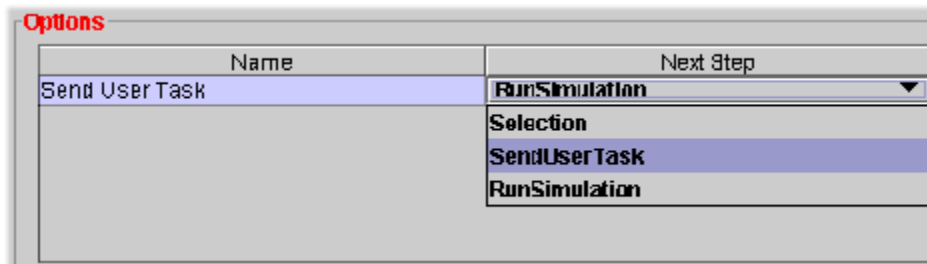 Options
Name Next Step
Send User Task RunSimulation
Selection
SendUserTask
RunSimulation